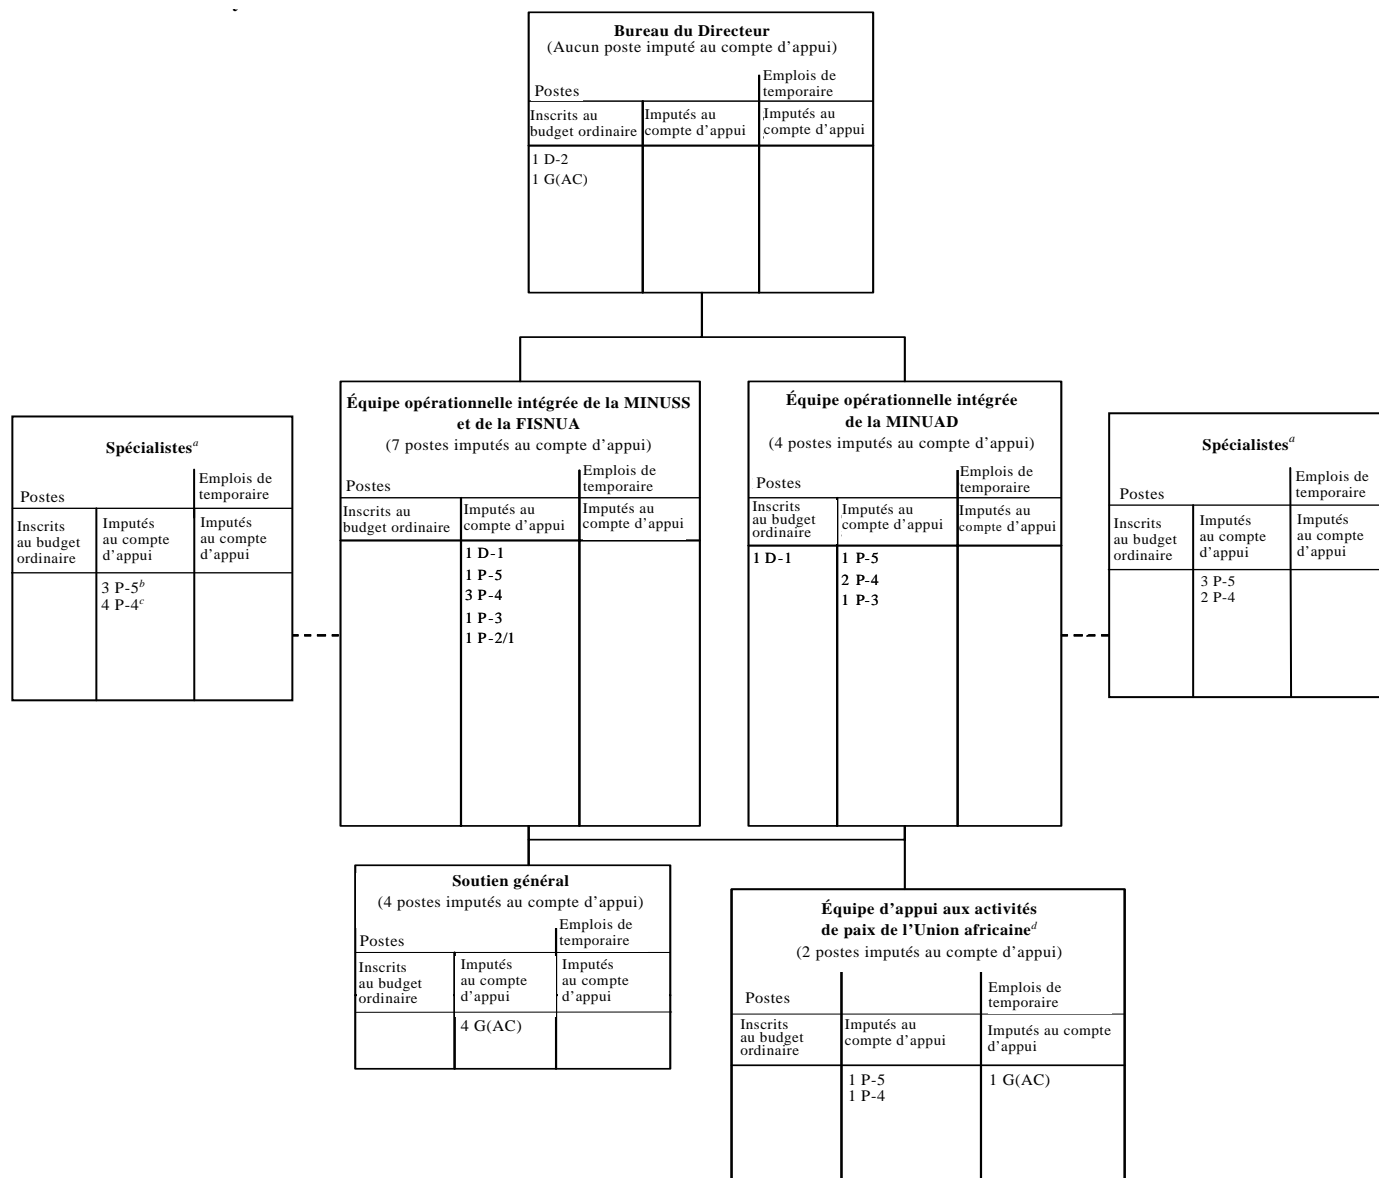 Bureau du Directeur
(Aucun poste imputé au compte d'appui)
Postes
Emplois de
temporaire
Inscrits au
budget ordinaire
Imputés au
compte d'appui
Imputés au
compte d'appui
1 D-2
1 G(AC)
Spécialistesᵃ
Postes
Emplois de
temporaire
Inscrits
au budget
ordinaire
Imputés
au compte
d'appui
Imputés
au compte
d'appui
3 P-5ᵇ
4 P-4ᶜ
Équipe opérationnelle intégrée de la MINUSS
et de la FISNUA
(7 postes imputés au compte d'appui)
Postes
Emplois de
temporaire
Inscrits au
budget ordinaire
Imputés au
compte d'appui
Imputés au
compte d'appui
1 D-1
1 P-5
3 P-4
1 P-3
1 P-2/1
Équipe opérationnelle intégrée
de la MINUAD
(4 postes imputés au compte d'appui)
Postes
Emplois de
temporaire
Inscrits
au budget
ordinaire
Imputés au
compte d'appui
Imputés au
compte d'appui
1 D-1
1 P-5
2 P-4
1 P-3
Spécialistesᵃ
Postes
Emplois de
temporaire
Inscrits
au budget
ordinaire
Imputés
au compte
d'appui
Imputés
au compte
d'appui
3 P-5
2 P-4
Soutien général
(4 postes imputés au compte d'appui)
Postes
Emplois de
temporaire
Inscrits
au budget
ordinaire
Imputés
au compte
d'appui
Imputés
au compte
d'appui
4 G(AC)
Équipe d'appui aux activités
de paix de l'Union africaineᵈ
(2 postes imputés au compte d'appui)
Postes
Emplois de
temporaire
Inscrits
au budget
ordinaire
Imputés au
compte d'appui
Imputés au compte
d'appui
1 P-5
1 P-4
1 G(AC)